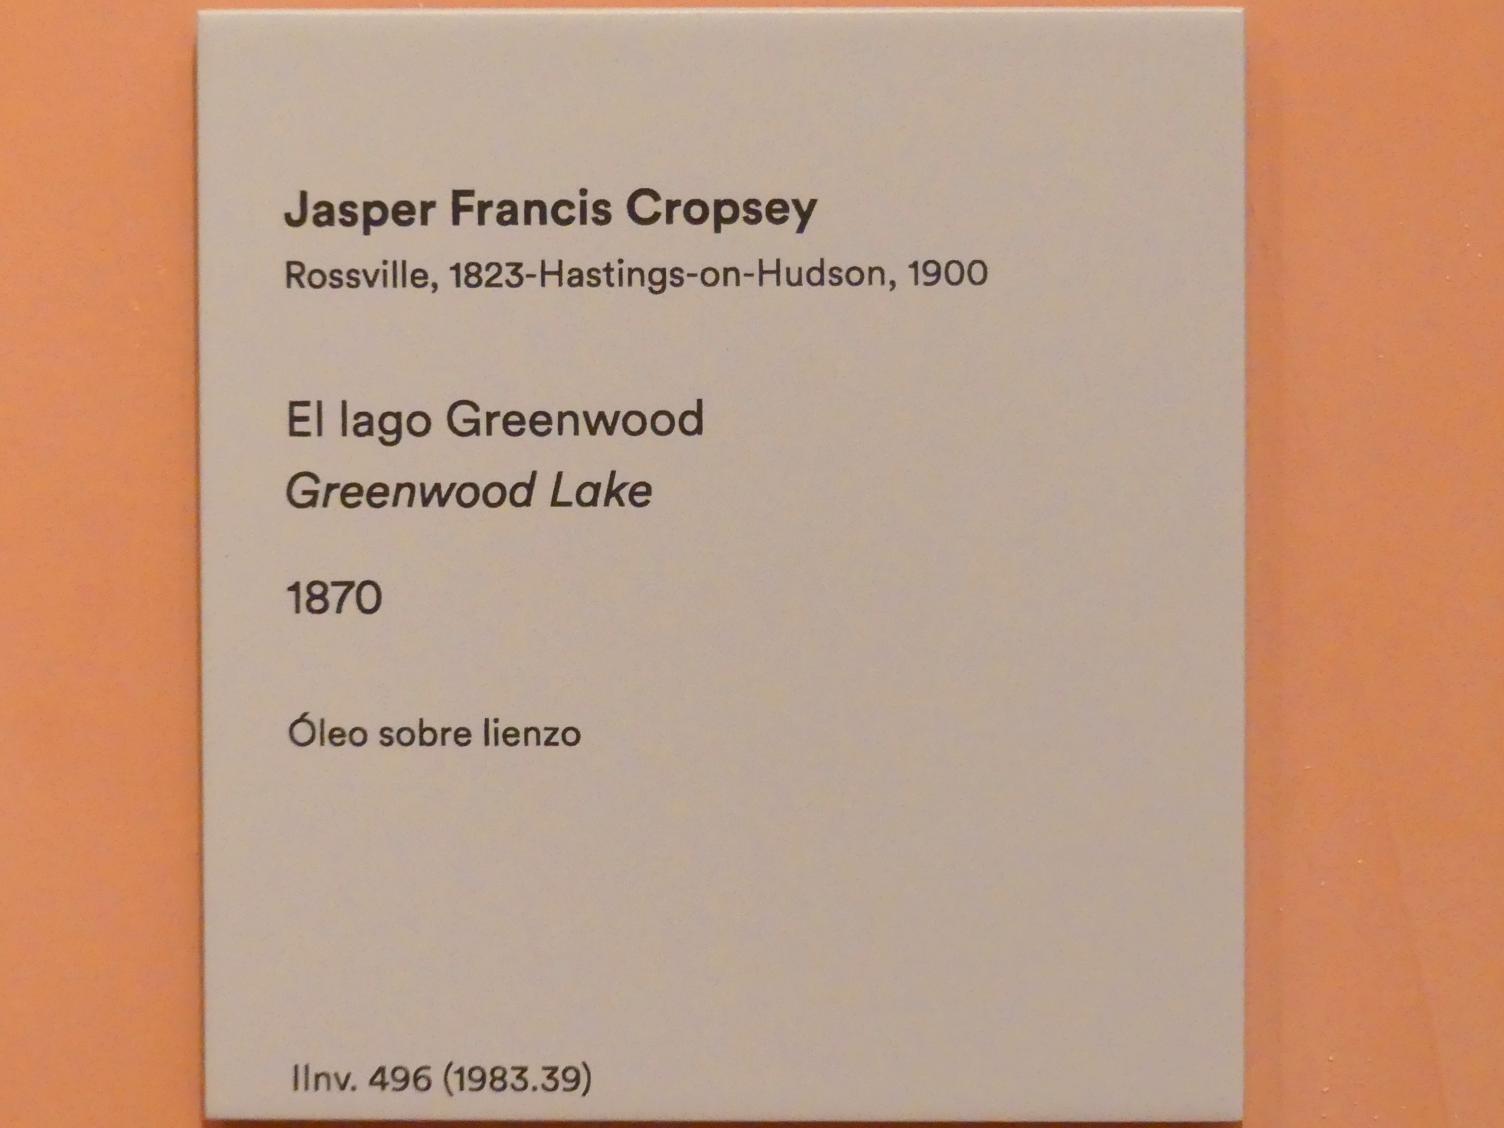 Jasper Francis Cropsey
Rossville, 1823-Hastings-on-Hudson, 1900
El lago Greenwood
Greenwood Lake
1870
Óleo sobre lienzo
IInv. 496 (1983.39)